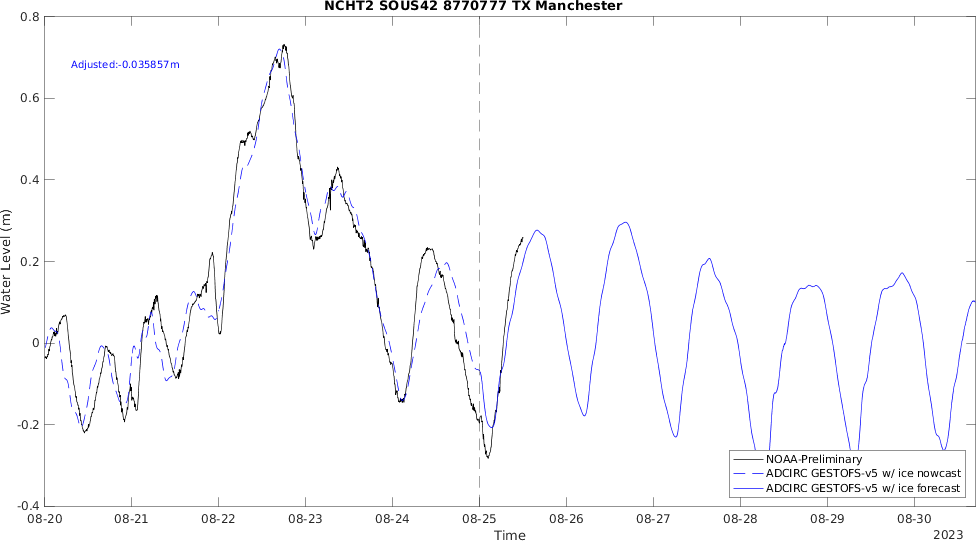 NCHT2 SOUS42 8770777 TX Manchester
Adjusted:-0.035857m
Water Level (m)
0.8
0.6
0.4
0.2
0
-0.2
-0.4
NOAA-Preliminary
ADCIRC GESTOFS-v5 w/ ice nowcast
ADCIRC GESTOFS-v5 w/ ice forecast
08-20 08-21 08-22 08-23 08-24 08-25 08-26 08-27 08-28 08-29 08-30
Time
2023